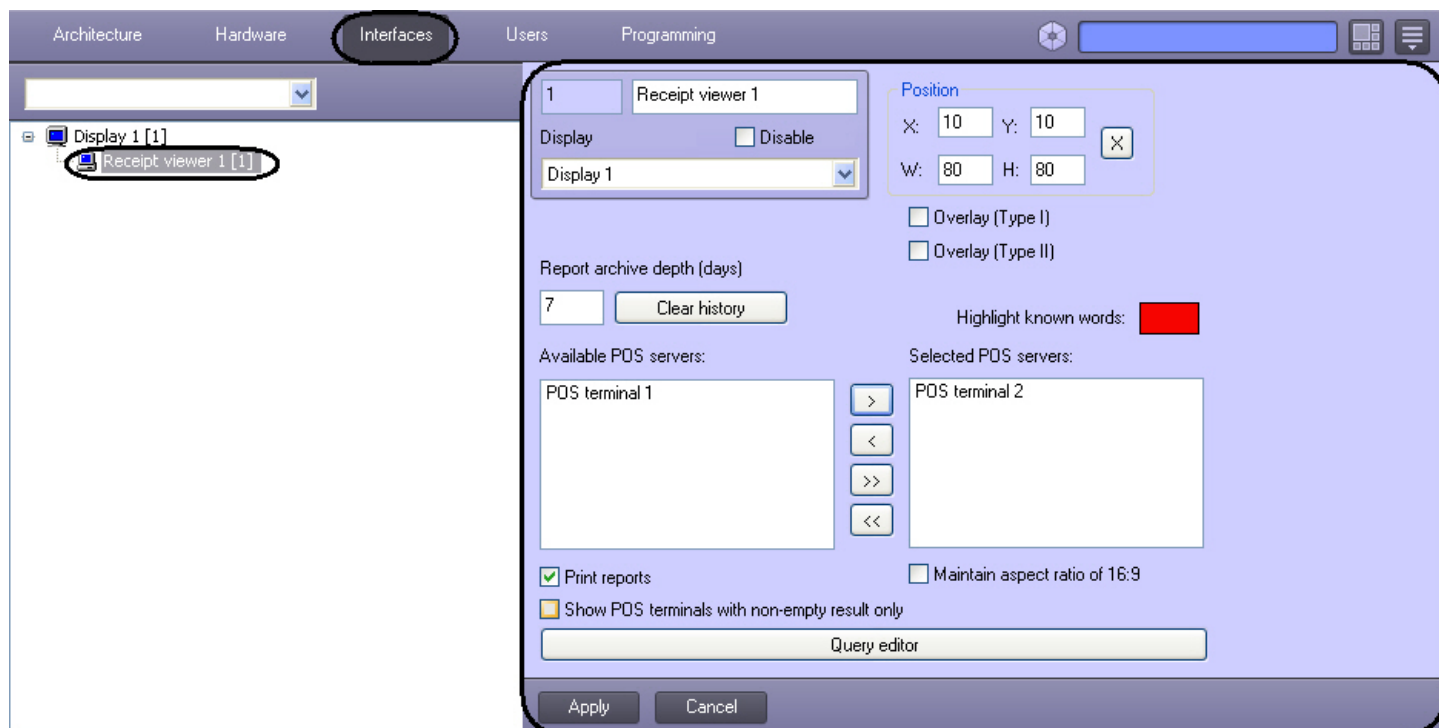 Architecture Hardware Interfaces Users Programming
Display 1 [1]
Receipt viewer 1 [1]
1 Receipt viewer 1
Display Disable
Display 1
Position
X: 10 Y: 10 X
W: 80 H: 80
Overlay (Type I)
Overlay (Type II)
Report archive depth (days)
7 Clear history
Highlight known words:
Available POS servers: Selected POS servers:
POS terminal 1 POS terminal 2
>
<
>>
<<
Print reports Maintain aspect ratio of 16:9
Show POS terminals with non-empty result only
Query editor
Apply Cancel